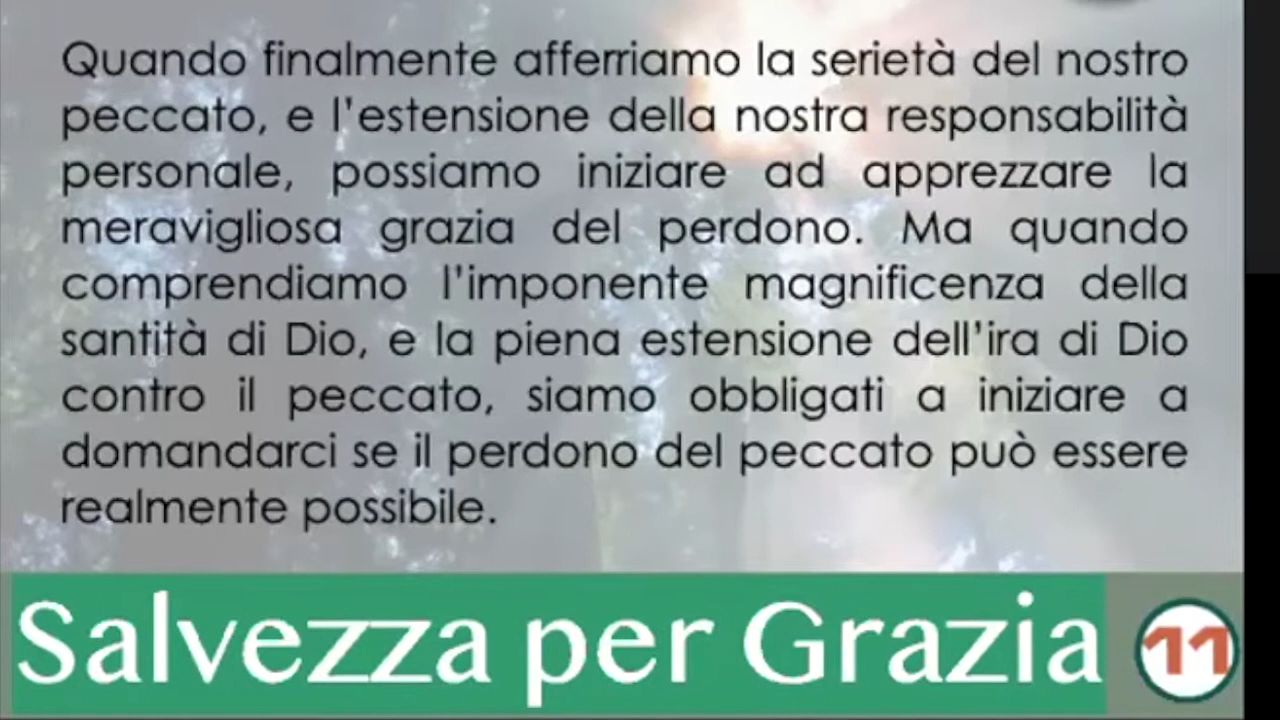 Quando finalmente afferriamo la serietà del nostro
peccato, e l'estensione della nostra responsabilità
personale, possiamo iniziare ad apprezzare la
meravigliosa grazia del perdono. Ma quando
comprendiamo l'imponente magnificenza della
santità di Dio, e la piena estensione dell'ira di Dio
contro il peccato, siamo obbligati a iniziare a
domandarci se il perdono del peccato può essere
realmente possibile.
Salvezza per Grazia
11